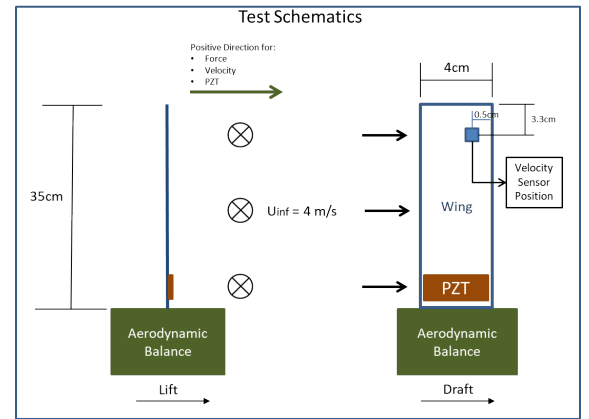 Test Schematics
Positive Direction for:
• Force
• Velocity
• PZT
4cm
0.5cm
3.3cm
35cm
Uinf = 4 m/s
Velocity
Sensor
Position
Wing
PZT
Aerodynamic
Balance
Aerodynamic
Balance
Lift
Draft